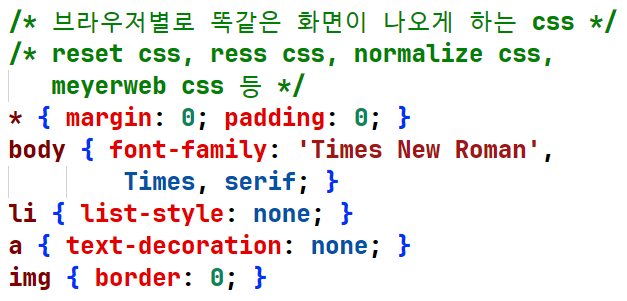 /* 브라우저별로 똑같은 화면이 나오게 하는 css */
/* reset css, ress css, normalize css,
meyerweb css 등 */
* { margin: 0; padding: 0; }
body { font-family: 'Times New Roman',
Times, serif; }
li { list-style: none; }
a { text-decoration: none; }
img { border: 0; }